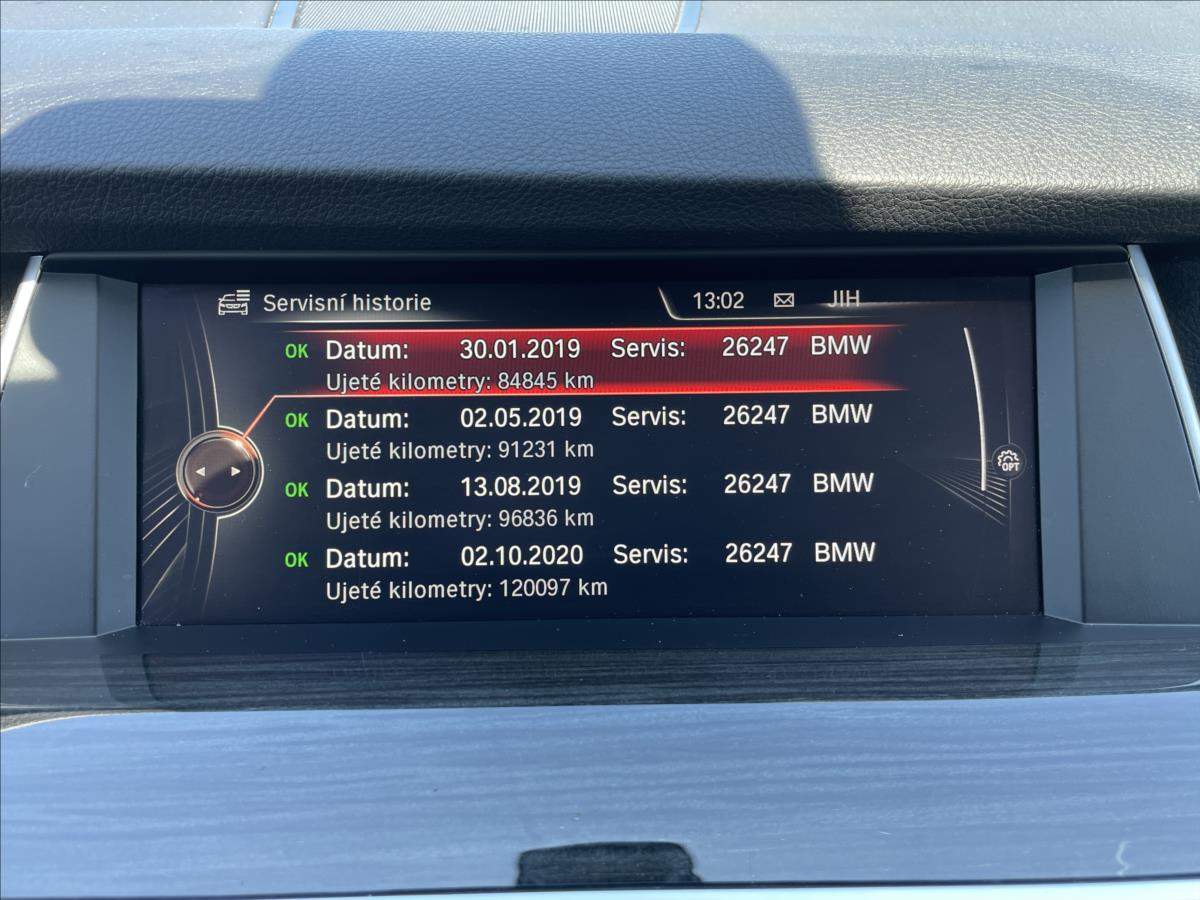 Servisní historie 13:02 JIH
OK Datum: 30.01.2019 Servis: 26247 BMW
Ujeté kilometry: 84845 km
OK Datum: 02.05.2019 Servis: 26247 BMW
Ujeté kilometry: 91231 km
OK Datum: 13.08.2019 Servis: 26247 BMW
Ujeté kilometry: 96836 km
OPT
OK Datum: 02.10.2020 Servis: 26247 BMW
Ujeté kilometry: 120097 km